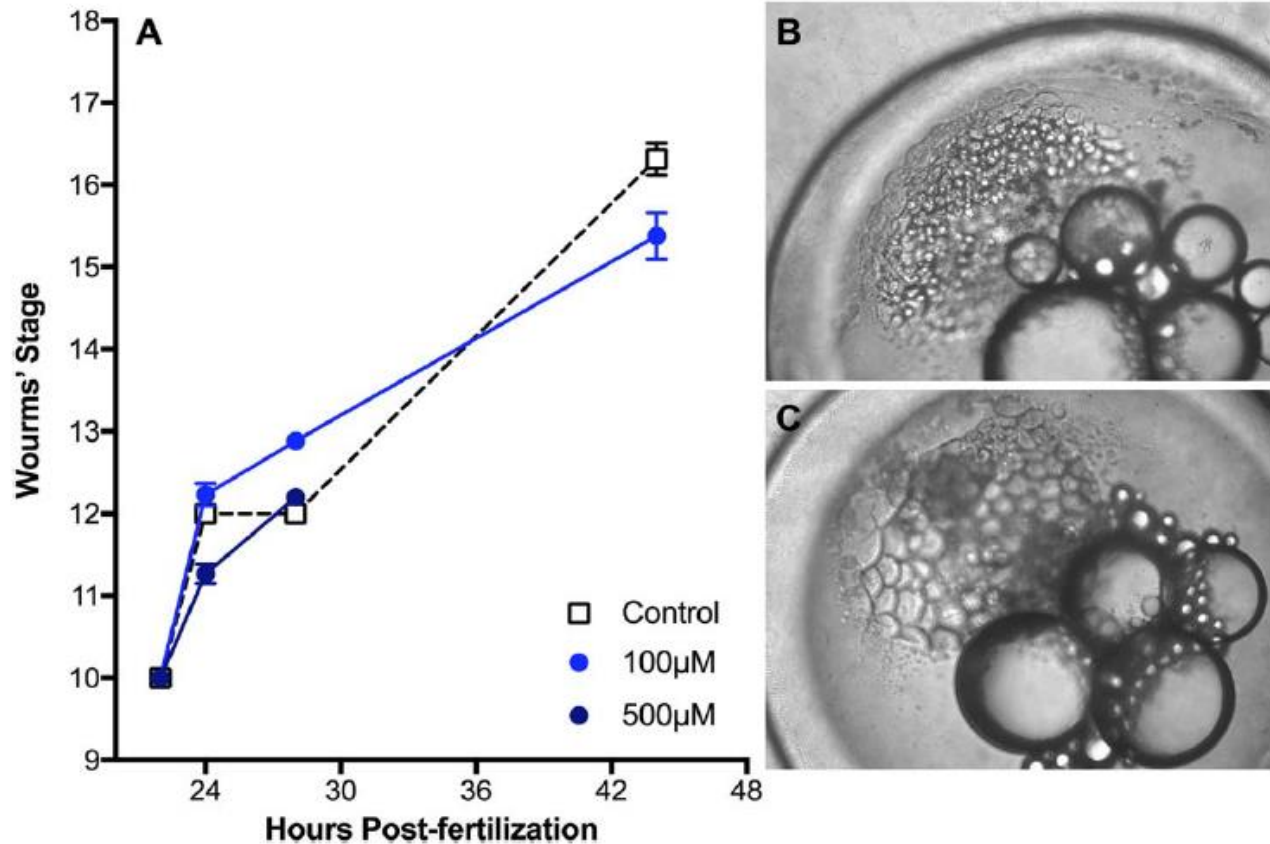 A
18
17
16
15
14
13
12
11
10
9
Wourms' Stage
24 30 36 42 48
Hours Post-fertilization
Control
100µM
500µM
B
C